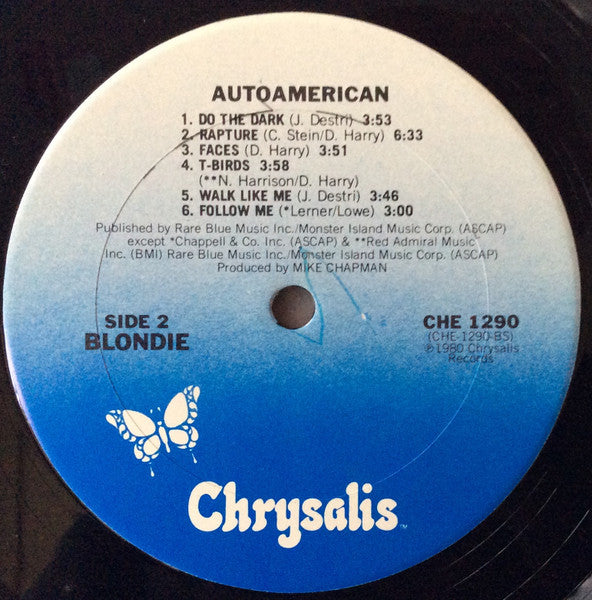 AUTOAMERICAN
1. DO THE DARK (J. Destri) 3:53
2. RAPTURE (C. Stein/D. Harry) 6:33
3. FACES (D. Harry) 3:51
4. T-BIRDS 3:58
(**N. Harrison/D. Harry)
5. WALK LIKE ME (J. Destri) 3:46
6. FOLLOW ME (*Lerner/Lowe) 3:00
Published by Rare Blue Music Inc./Monster Island Music Corp. (ASCAP)
except *Chappell & Co. Inc. (ASCAP) & **Red Admiral Music
Inc. (BMI) Rare Blue Music Inc./Monster Island Music Corp. (ASCAP)
Produced by MIKE CHAPMAN
SIDE 2
BLONDIE
CHE 1290
(CHE-1290-BS)
℗1980 Chrysalis
Records
Chrysalis™